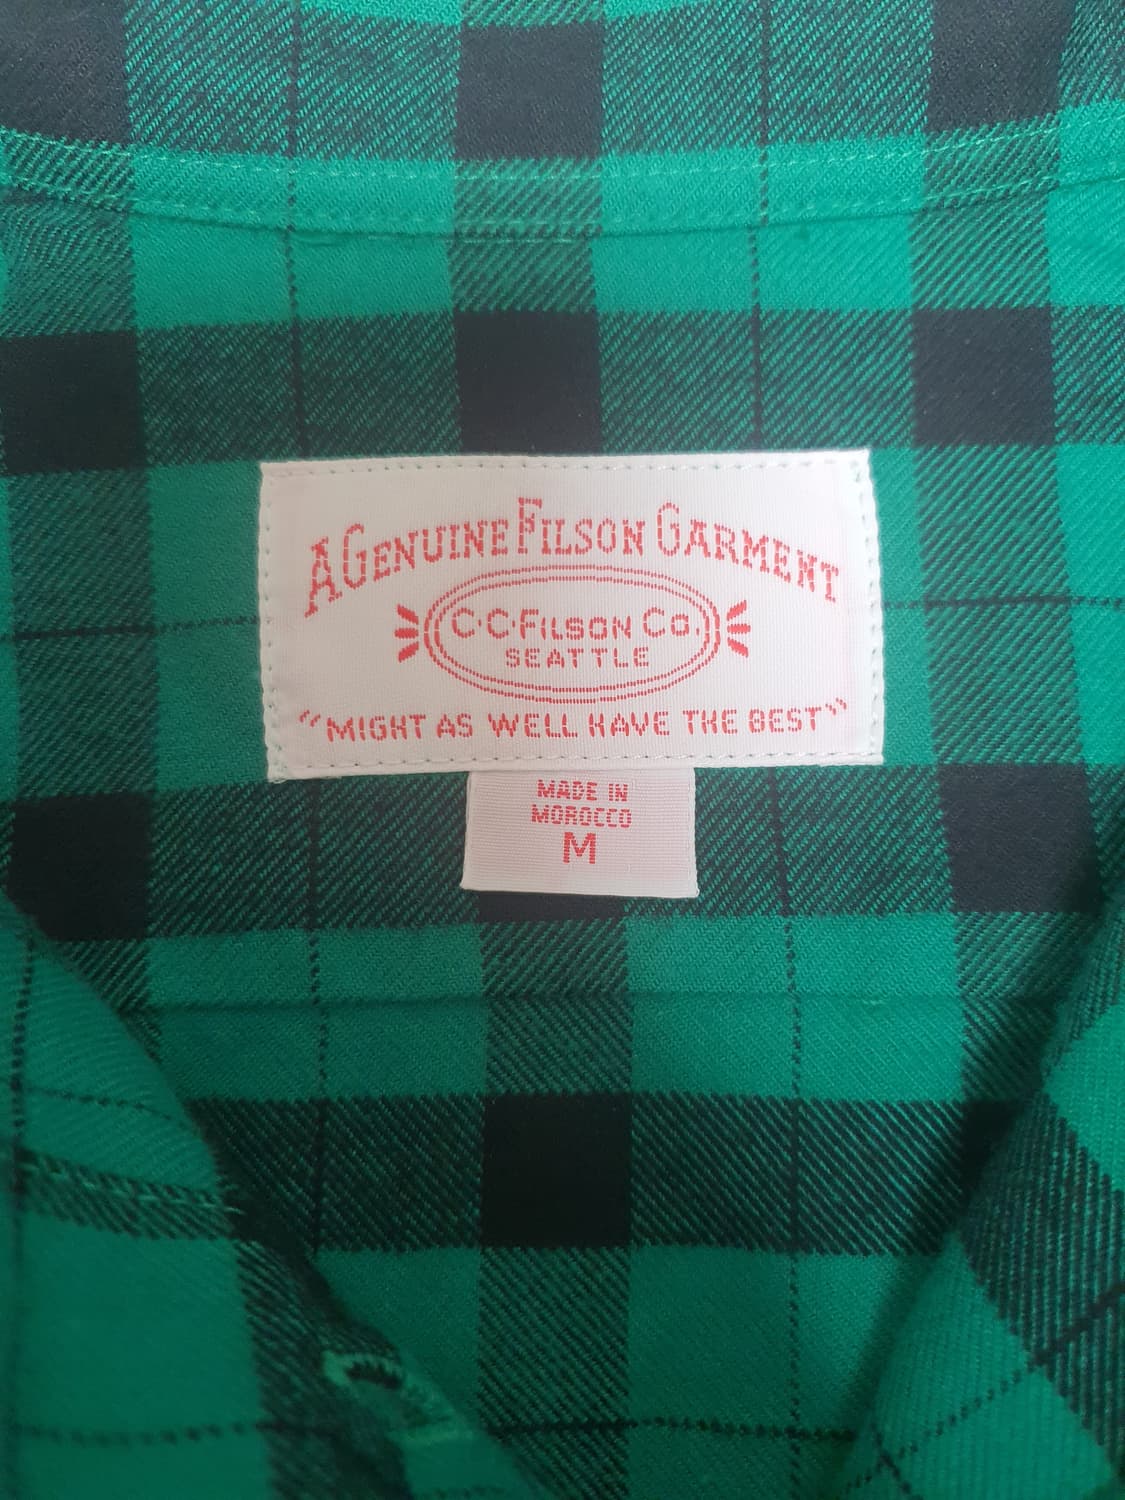 A GENUINE FILSON GARMENT
C·C·FILSON CO.
SEATTLE
"MIGHT AS WELL HAVE THE BEST"
MADE IN
MOROCCO
M